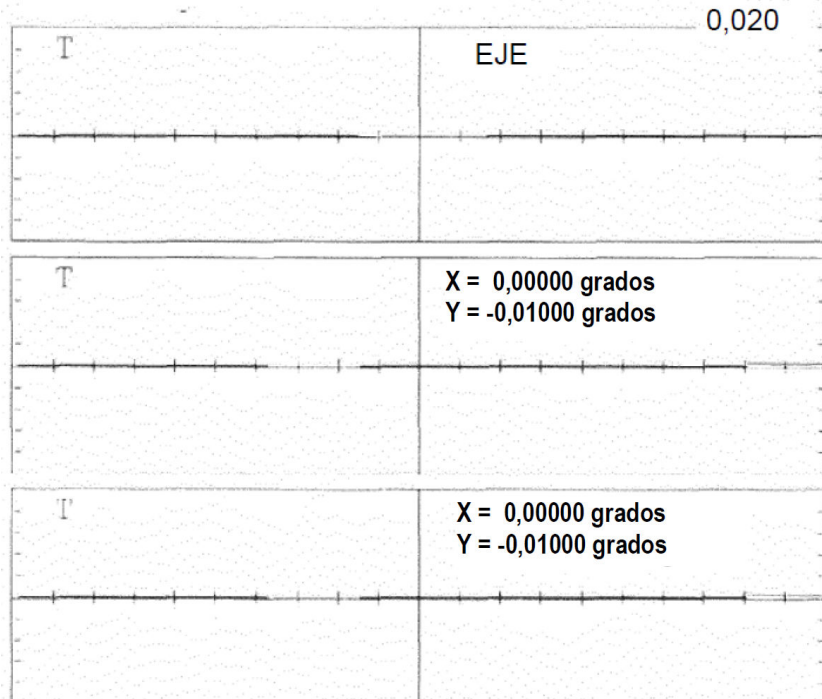 0,020
T
EJE
T
X = 0,00000 grados
Y = -0,01000 grados
T
X = 0,00000 grados
Y = -0,01000 grados